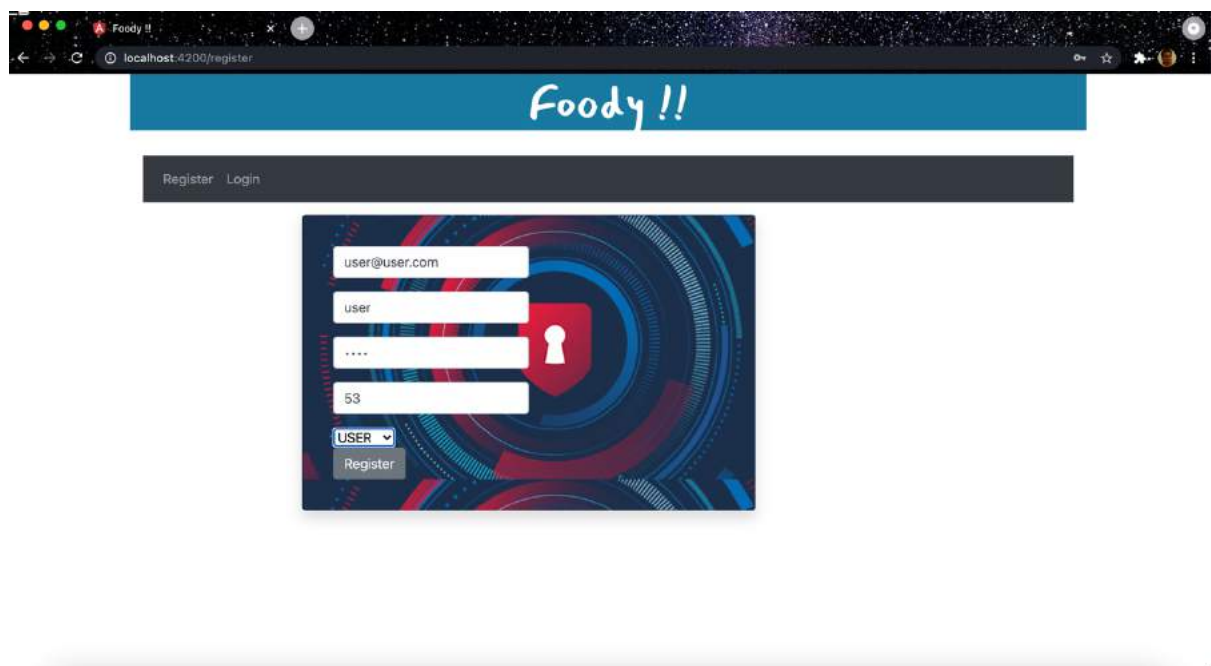 Foody !!
localhost:4200/register
Foody !!
Register Login
user@user.com
user
....
53
USER
Register